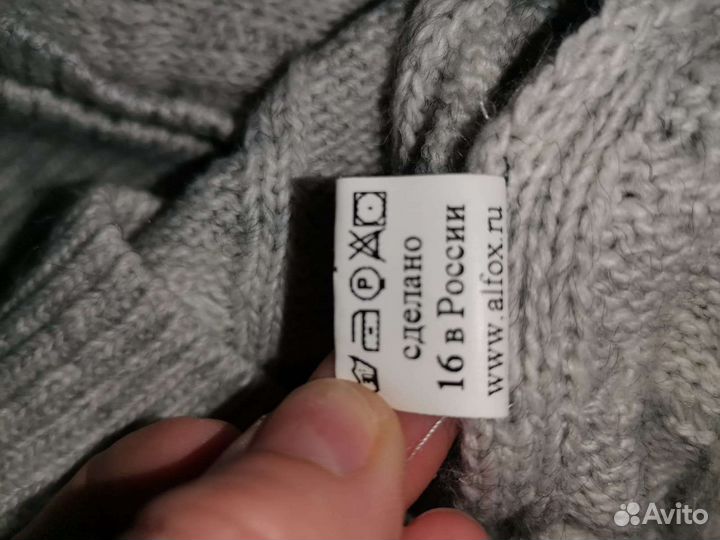 сделано
16 в России
www.alfox.ru
P
Avito